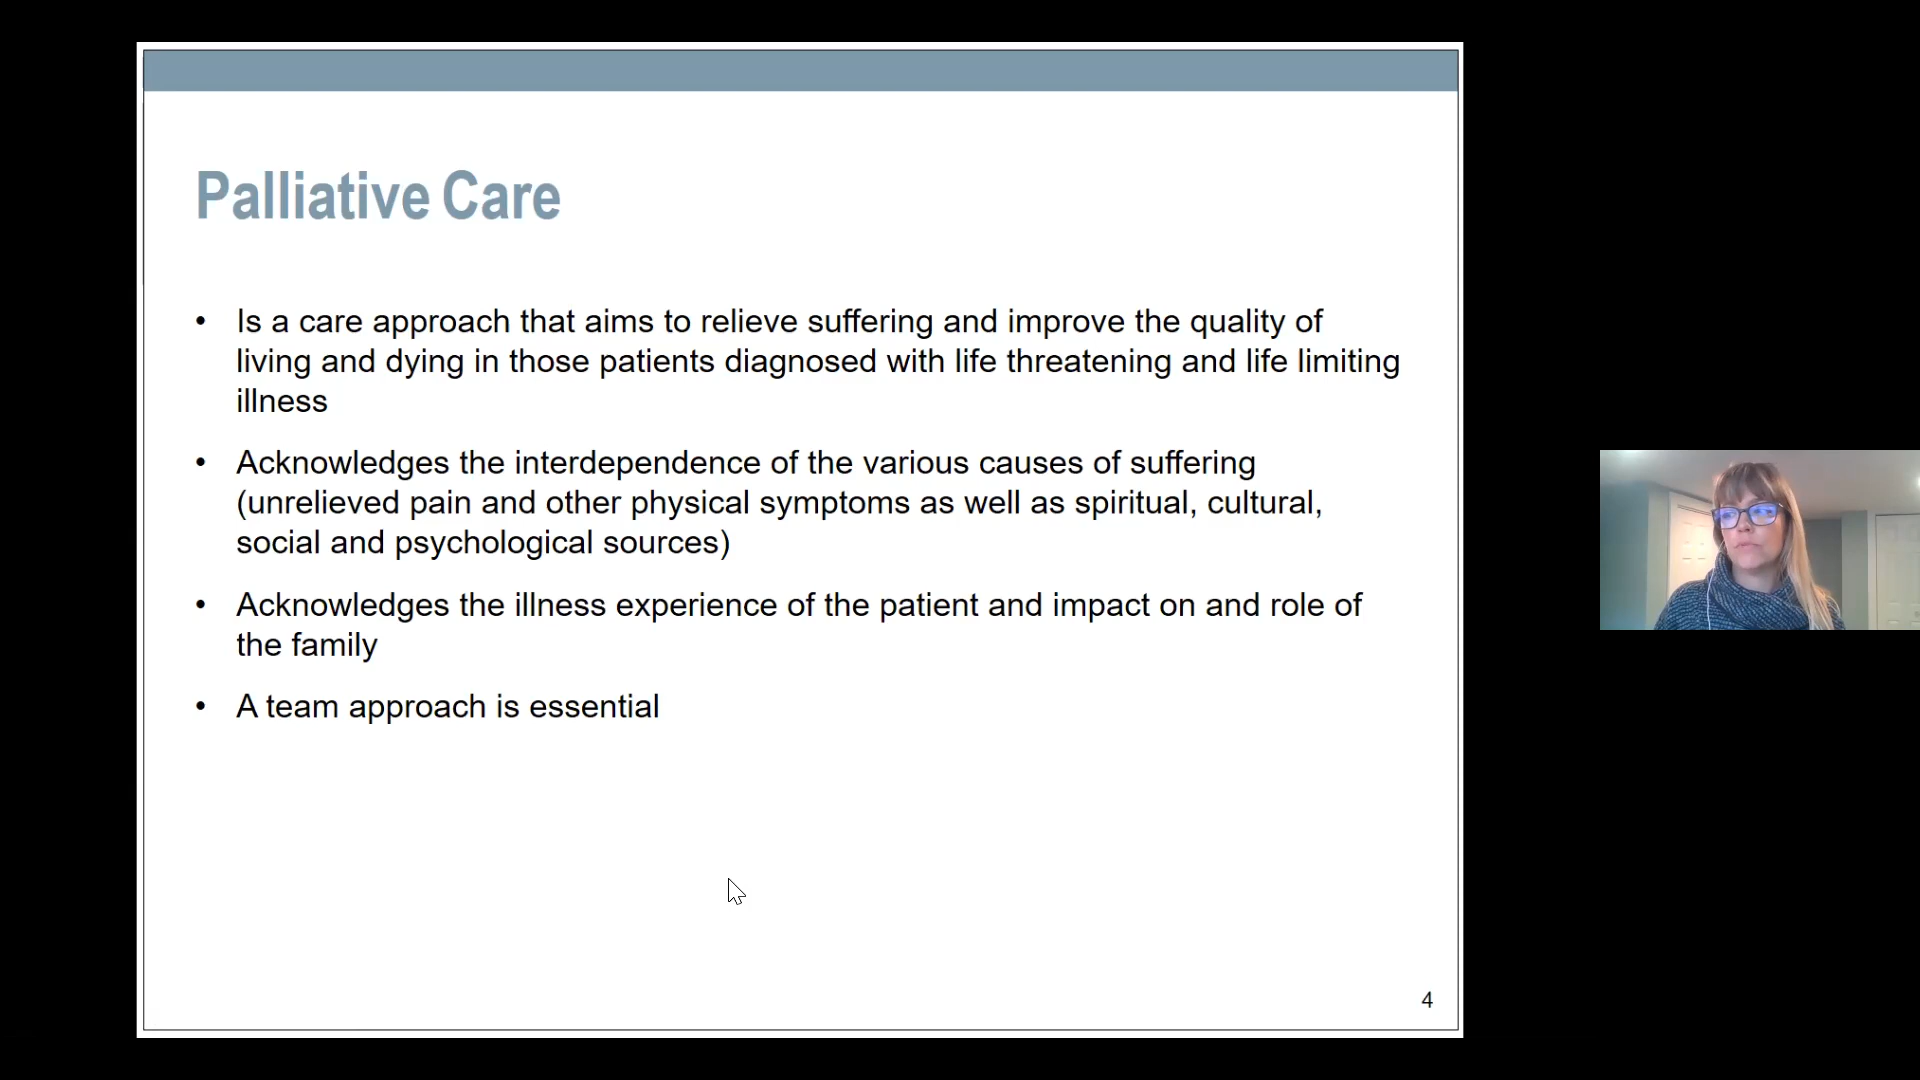 Palliative Care
• Is a care approach that aims to relieve suffering and improve the quality of
living and dying in those patients diagnosed with life threatening and life limiting
illness
• Acknowledges the interdependence of the various causes of suffering
(unrelieved pain and other physical symptoms as well as spiritual, cultural,
social and psychological sources)
• Acknowledges the illness experience of the patient and impact on and role of
the family
• A team approach is essential
4